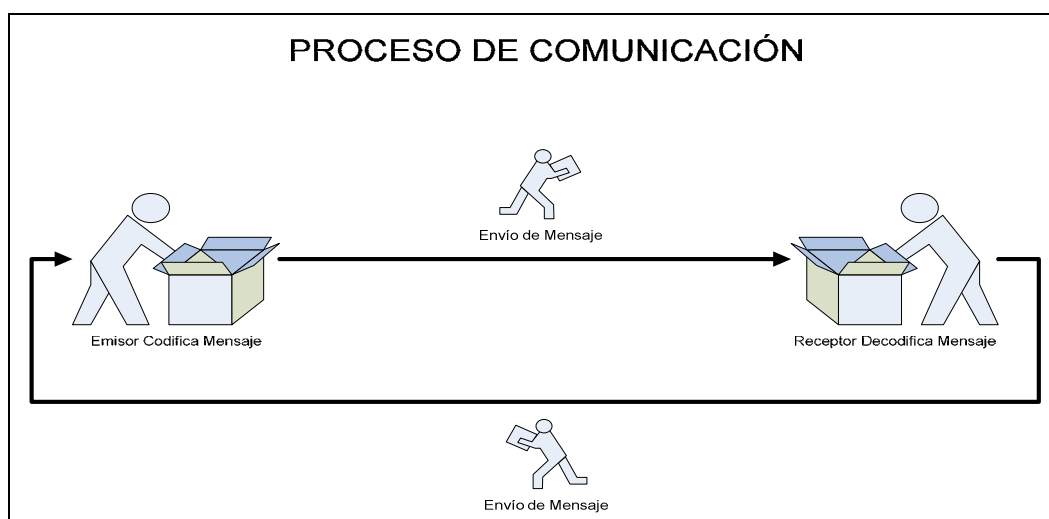 PROCESO DE COMUNICACIÓN
Envío de Mensaje
Emisor Codifica Mensaje
Receptor Decodifica Mensaje
Envío de Mensaje